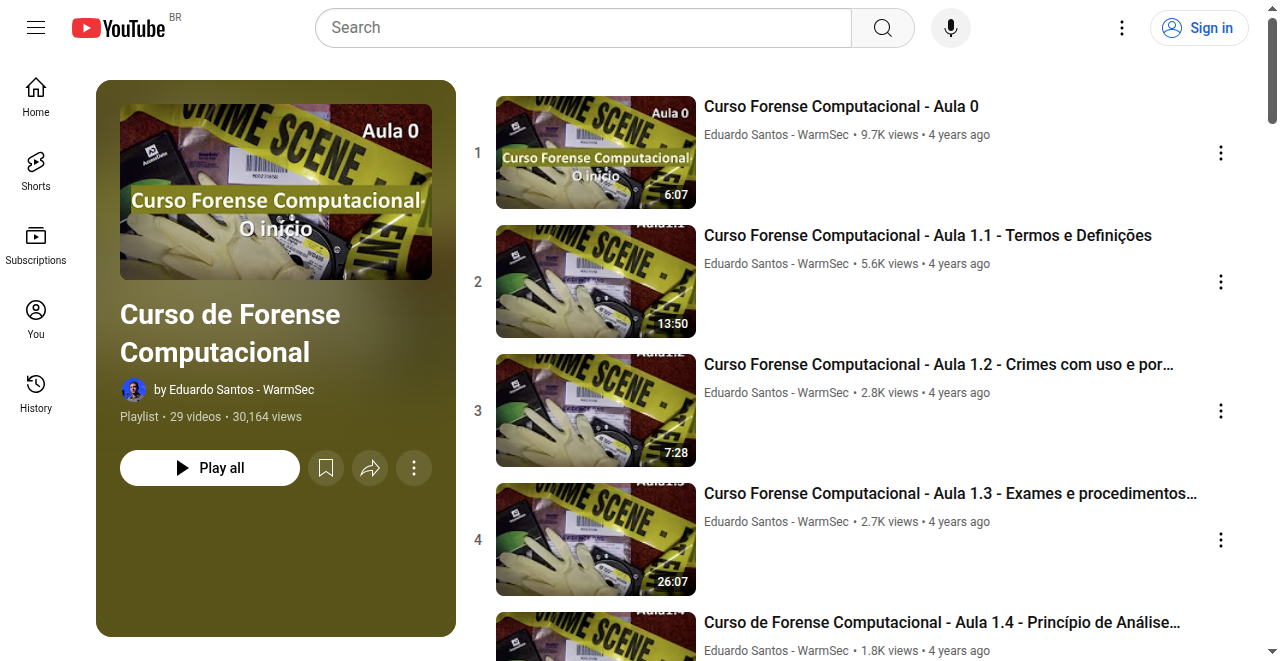 YouTube BR
Search
Sign in
Home
Shorts
Subscriptions
You
History
CRIME SCENE
Aula 0
AccessData
Curso Forense Computacional
O início
Curso de Forense
Computacional
by Eduardo Santos - WarmSec
Playlist • 29 videos • 30,164 views
Play all
1
Aula 0
Curso Forense Computacional
O início
6:07
Curso Forense Computacional - Aula 0
Eduardo Santos - WarmSec • 9.7K views • 4 years ago
2
13:50
Curso Forense Computacional - Aula 1.1 - Termos e Definições
Eduardo Santos - WarmSec • 5.6K views • 4 years ago
3
7:28
Curso Forense Computacional - Aula 1.2 - Crimes com uso e por…
Eduardo Santos - WarmSec • 2.8K views • 4 years ago
4
26:07
Curso Forense Computacional - Aula 1.3 - Exames e procedimentos…
Eduardo Santos - WarmSec • 2.7K views • 4 years ago
Curso de Forense Computacional - Aula 1.4 - Princípio de Análise…
Eduardo Santos - WarmSec • 1.8K views • 4 years ago